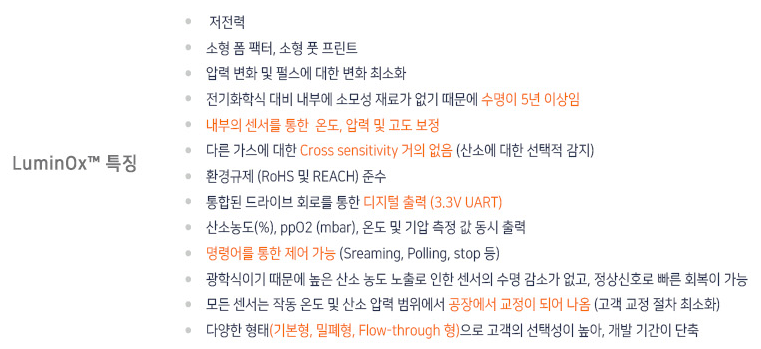 LuminOx™ 특징
저전력
소형 폼 팩터, 소형 풋 프린트
압력 변화 및 펄스에 대한 변화 최소화
전기화학식 대비 내부에 소모성 재료가 없기 때문에 수명이 5년 이상임
내부의 센서를 통한 온도, 압력 및 고도 보정
다른 가스에 대한 Cross sensitivity 거의 없음 (산소에 대한 선택적 감지)
환경규제 (RoHS 및 REACH) 준수
통합된 드라이브 회로를 통한 디지털 출력 (3.3V UART)
산소농도(%), ppO2 (mbar), 온도 및 기압 측정 값 동시 출력
명령어를 통한 제어 가능 (Sreaming, Polling, stop 등)
광학식이기 때문에 높은 산소 농도 노출로 인한 센서의 수명 감소가 없고, 정상신호로 빠른 회복이 가능
모든 센서는 작동 온도 및 산소 압력 범위에서 공장에서 교정이 되어 나옴 (고객 교정 절차 최소화)
다양한 형태(기본형, 밀폐형, Flow-through 형)으로 고객의 선택성이 높아, 개발 기간이 단축